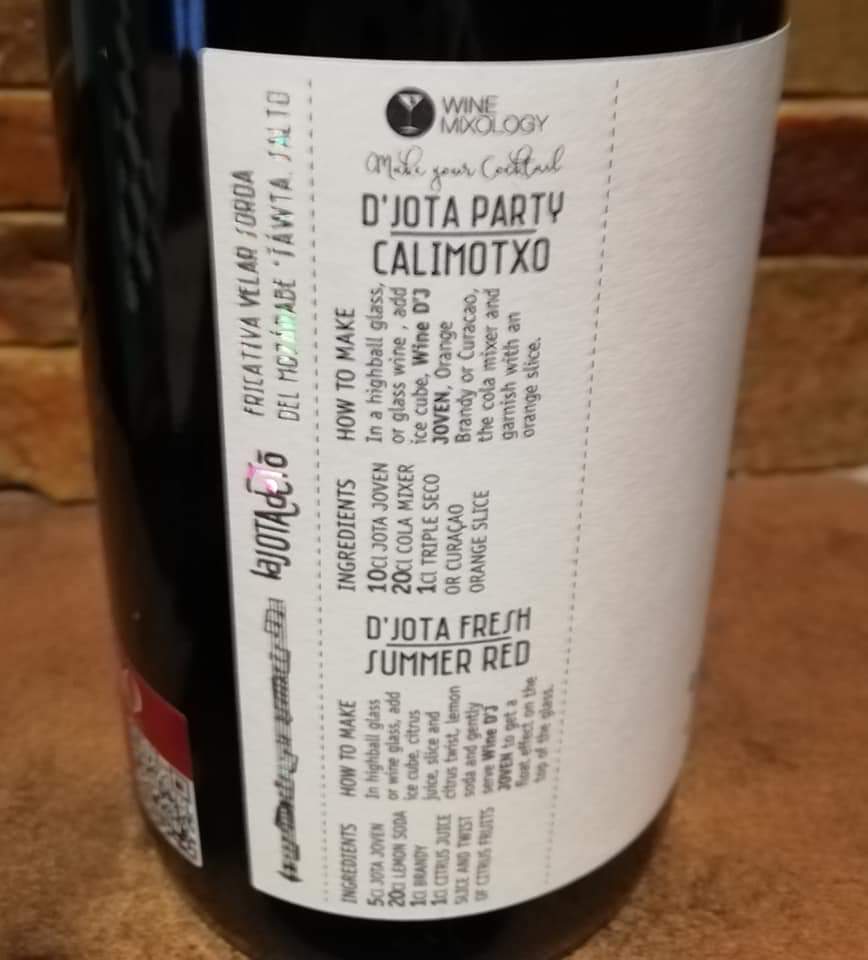 WINE
MIXOLOGY
Make your Cocktail
D'JOTA PARTY
CALIMOTXO
HOW TO MAKE
In a highball glass,
or glass wine , add
ice cube, Wine D'J
JOVEN, Orange
Brandy or Curacao,
the cola mixer and
garnish with an
orange slice.
INGREDIENTS
10Cl JOTA JOVEN
20Cl COLA MIXER
1Cl TRIPLE SECO
OR CURAÇAO
ORANGE SLICE
D'JOTA FRESH
SUMMER RED
HOW TO MAKE
In highball glass
or wine glass, add
ice cube, citrus
juice, slice and
citrus twist, lemon
soda and gently
serve Wine D'J
JOVEN to get a
float effect on the
top of the glass.
INGREDIENTS
5Cl JOTA JOVEN
20Cl LEMON SODA
1Cl BRANDY
1Cl CITRUS JUICE
SLICE AND TWIST
OF CITRUS FRUITS
FRICATIVA VELAR SORDA
DEL MOZÁRABE SALTO
laJOTA